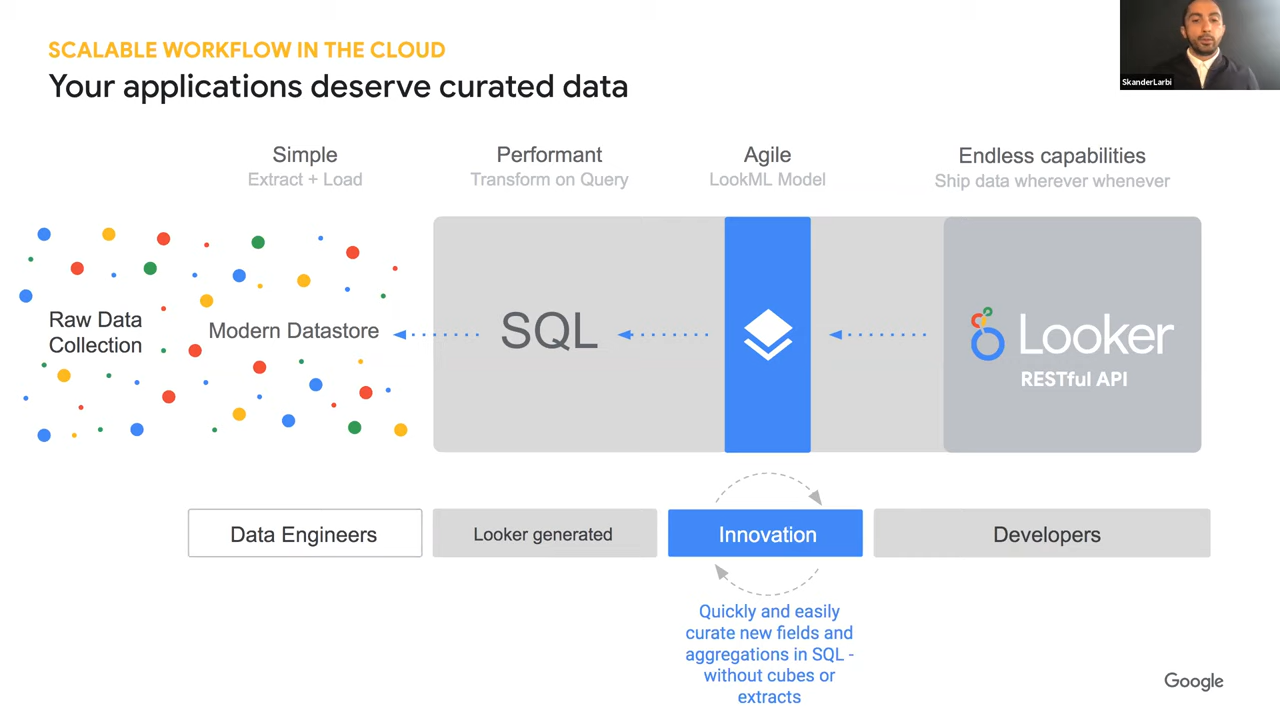 SCALABLE WORKFLOW IN THE CLOUD
Your applications deserve curated data
SkanderLarbi
Simple
Extract + Load
Performant
Transform on Query
Agile
LookML Model
Endless capabilities
Ship data wherever whenever
Raw Data
Collection
Modern Datastore
SQL
Looker
RESTful API
Data Engineers
Looker generated
Innovation
Developers
Quickly and easily
curate new fields and
aggregations in SQL -
without cubes or
extracts
Google